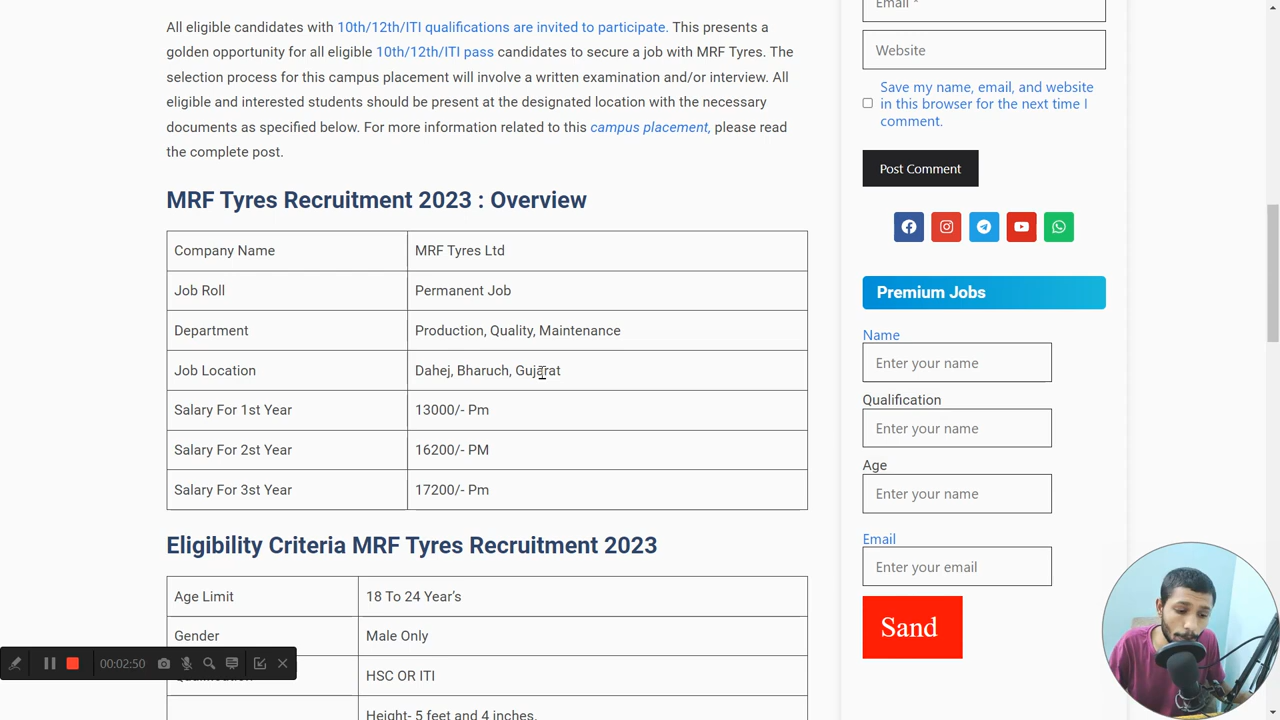 All eligible candidates with 10th/12th/ITI qualifications are invited to participate. This presents a
golden opportunity for all eligible 10th/12th/ITI pass candidates to secure a job with MRF Tyres. The
selection process for this campus placement will involve a written examination and/or interview. All
eligible and interested students should be present at the designated location with the necessary
documents as specified below. For more information related to this campus placement, please read
the complete post.
MRF Tyres Recruitment 2023 : Overview
Company Name MRF Tyres Ltd
Job Roll Permanent Job
Department Production, Quality, Maintenance
Job Location Dahej, Bharuch, Gujarat
Salary For 1st Year 13000/- Pm
Salary For 2st Year 16200/- PM
Salary For 3st Year 17200/- Pm
Eligibility Criteria MRF Tyres Recruitment 2023
Age Limit 18 To 24 Year’s
Gender Male Only
HSC OR ITI
Height- 5 feet and 4 inches.
00:02:50
Email *
Website
Save my name, email, and website
in this browser for the next time I
comment.
Post Comment
Premium Jobs
Name
Enter your name
Qualification
Enter your name
Age
Enter your name
Email
Enter your email
Sand